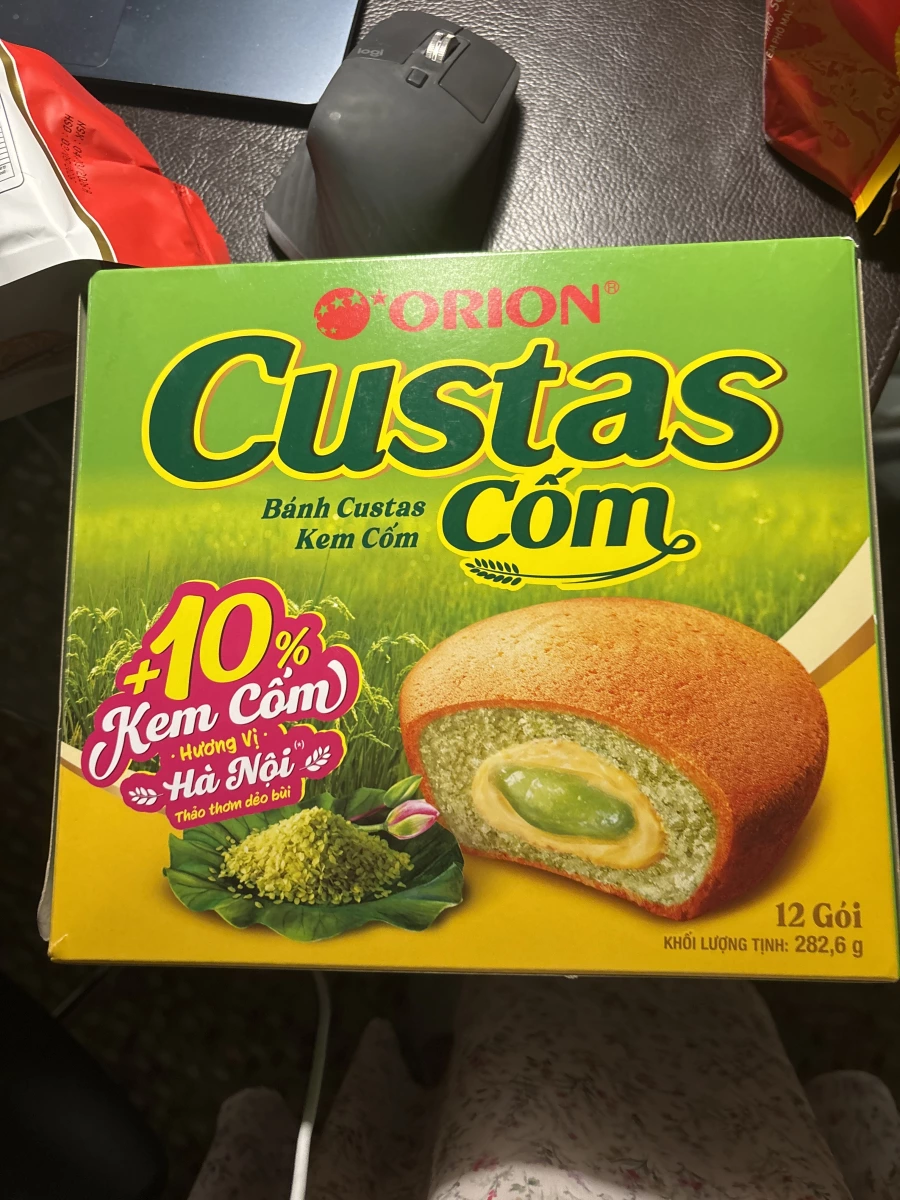 logi
ORION®
Custas
Cốm
Bánh Custas
Kem Cốm
+10%
Kem Cốm
Hương Vị
Hà Nội(*)
Thảo thơm dẻo bùi
12 Gói
KHỐI LƯỢNG TỊNH: 282,6 g